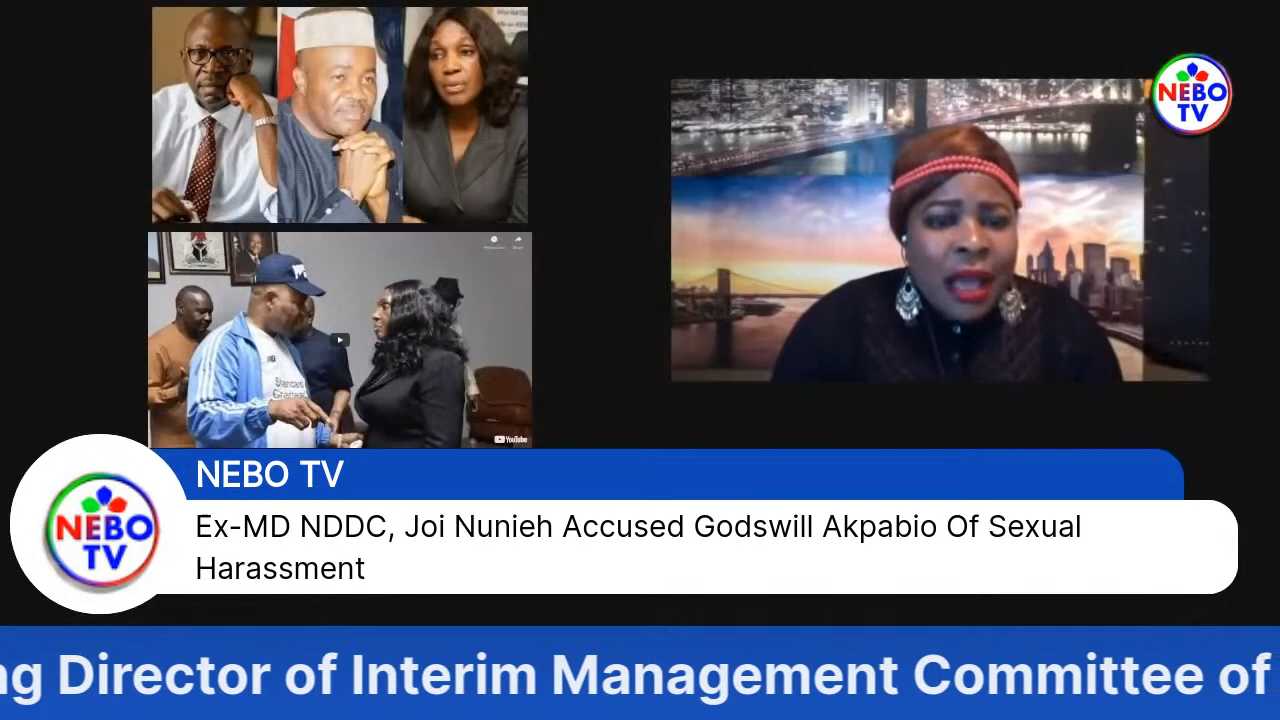 NEBO
TV
YouTube
NEBO TV
NEBO
TV
Ex-MD NDDC, Joi Nunieh Accused Godswill Akpabio Of Sexual
Harassment
ng Director of Interim Management Committee of